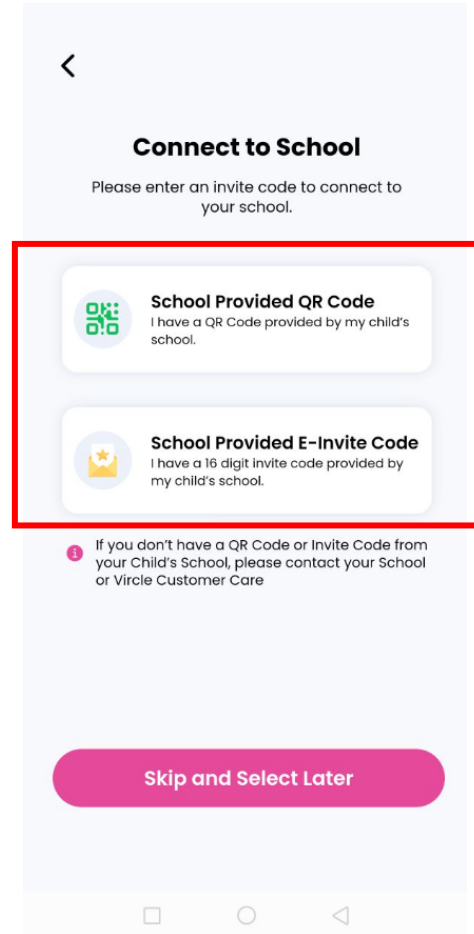 Connect to School
Please enter an invite code to connect to
your school.
School Provided QR Code
I have a QR Code provided by my child's
school.
School Provided E-Invite Code
I have a 16 digit invite code provided by
my child's school.
If you don't have a QR Code or Invite Code from
your Child's School, please contact your School
or Vircle Customer Care
Skip and Select Later